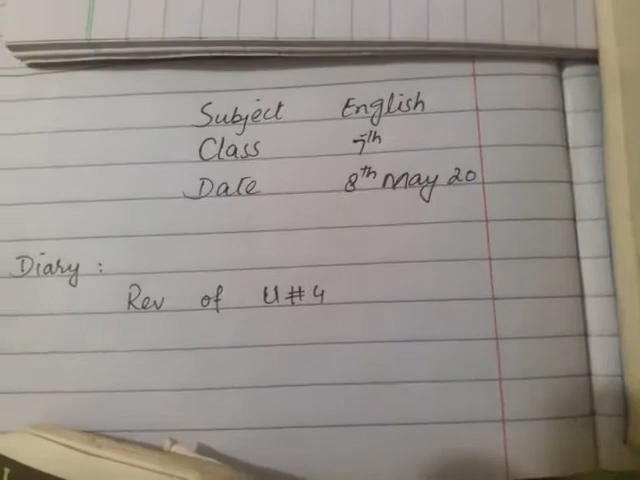 Subject English
Class 7th
Date 8th May 20
Diary :
Rev of U#4